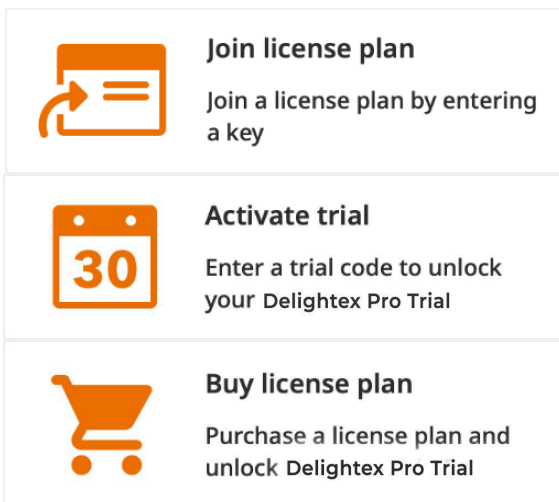 Join license plan
Join a license plan by entering
a key
30
Activate trial
Enter a trial code to unlock
your Delightex Pro Trial
Buy license plan
Purchase a license plan and
unlock Delightex Pro Trial